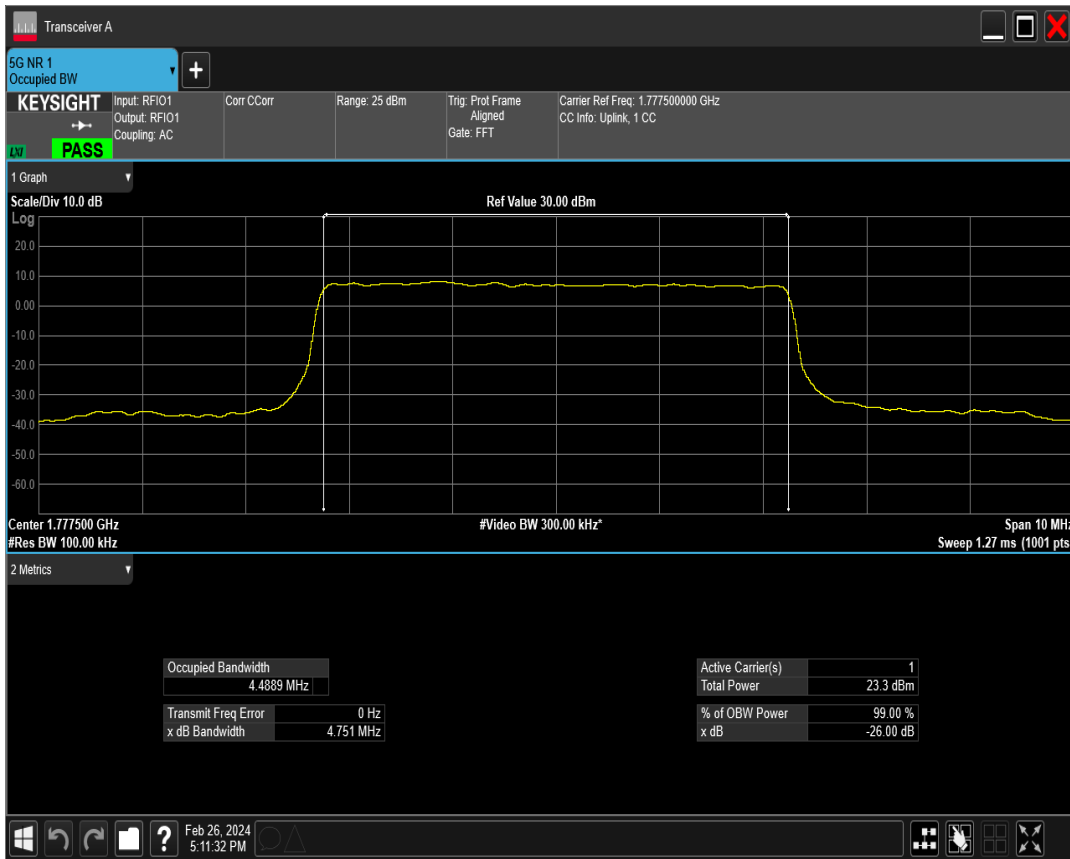 Transceiver A
5G NR 1
Occupied BW
+
KEYSIGHT
LXI
PASS
Input: RFIO1
Output: RFIO1
Coupling: AC
Corr CCorr
Range: 25 dBm
Trig: Prot Frame
Aligned
Gate: FFT
Carrier Ref Freq: 1.777500000 GHz
CC Info: Uplink, 1 CC
1 Graph
Scale/Div 10.0 dB
Ref Value 30.00 dBm
Log
20.0
10.0
0.00
-10.0
-20.0
-30.0
-40.0
-50.0
-60.0
Center 1.777500 GHz
#Video BW 300.00 kHz*
Span 10 MHz
#Res BW 100.00 kHz
Sweep 1.27 ms (1001 pts
2 Metrics
Occupied Bandwidth
4.4889 MHz
Transmit Freq Error 0 Hz
x dB Bandwidth 4.751 MHz
Active Carrier(s) 1
Total Power 23.3 dBm
% of OBW Power 99.00 %
x dB -26.00 dB
?
Feb 26, 2024
5:11:32 PM